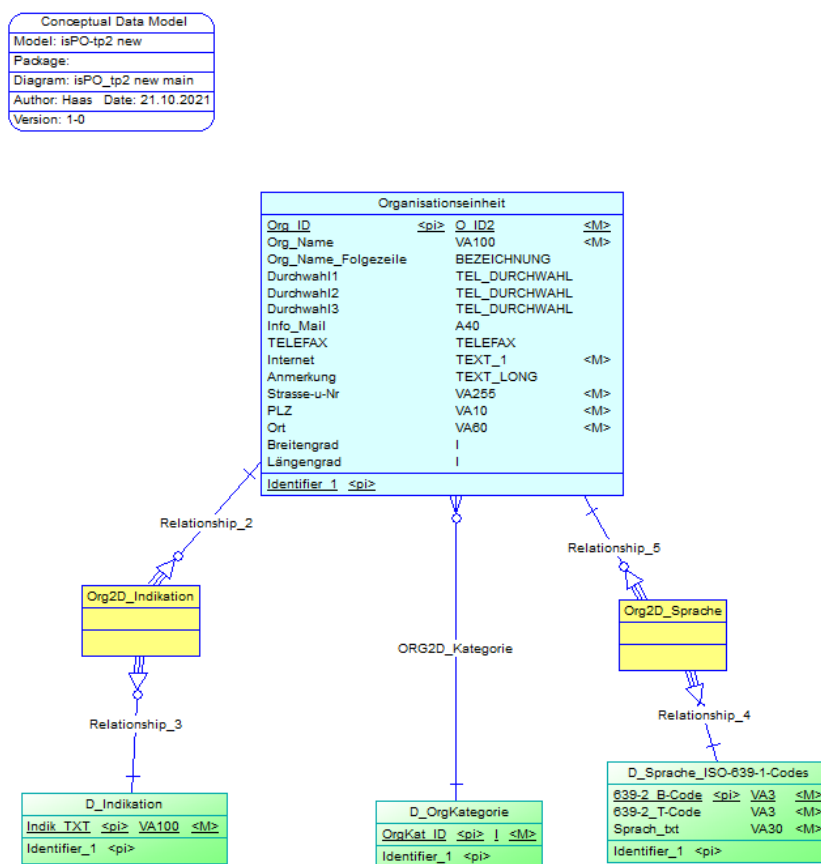 Conceptual Data Model
Model: isPO-tp2 new
Package:
Diagram: isPO_tp2 new main
Author: Haas Date: 21.10.2021
Version: 1-0
Organisationseinheit
Org_ID <pi> O_ID2 <M>
Org_Name VA100 <M>
Org_Name_Folgezeile BEZEICHNUNG
Durchwahl1 TEL_DURCHWAHL
Durchwahl2 TEL_DURCHWAHL
Durchwahl3 TEL_DURCHWAHL
Info_Mail A40
TELEFAX TELEFAX
Internet TEXT_1 <M>
Anmerkung TEXT_LONG
Strasse-u-Nr VA255 <M>
PLZ VA10 <M>
Ort VA60 <M>
Breitengrad I
Längengrad I
Identifier_1 <pi>
Relationship_2
Relationship_5
Org2D_Indikation
Org2D_Sprache
ORG2D_Kategorie
Relationship_3
Relationship_4
D_Indikation
Indik_TXT <pi> VA100 <M>
Identifier_1 <pi>
D_OrgKategorie
OrgKat_ID <pi> I <M>
Identifier_1 <pi>
D_Sprache_ISO-639-1-Codes
639-2_B-Code <pi> VA3 <M>
639-2_T-Code VA3 <M>
Sprach_txt VA30 <M>
Identifier_1 <pi>